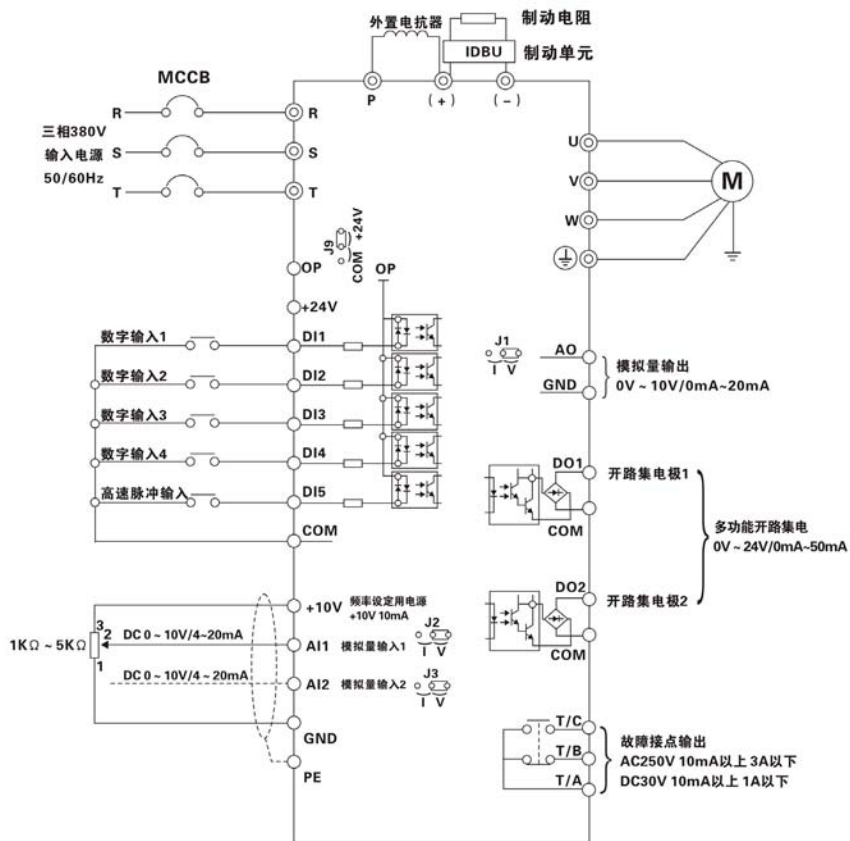 外置电抗器
制动电阻
IDBU 制动单元
MCCB
P (+) (-)
R R
三相380V
输入电源 S S
50/60Hz
T T
U
V
W
M
J9
+24V
COM
OP
OP
+24V
数字输入1 DI1
数字输入2 DI2
数字输入3 DI3
数字输入4 DI4
高速脉冲输入 DI5
COM
J1
I V
AO
GND
模拟量输出
0V ~ 10V/0mA~20mA
DO1 开路集电极1
COM
多功能开路集电
0V ~ 24V/0mA~50mA
DO2 开路集电极2
COM
+10V 频率设定用电源
+10V 10mA
3
2
1
1KΩ ~ 5KΩ
DC 0 ~ 10V/4~20mA
AI1 模拟量输入1
J2
I V
DC 0 ~ 10V/4 ~ 20mA
AI2 模拟量输入2
J3
I V
GND
PE
T/C
T/B
T/A
故障接点输出
AC250V 10mA以上 3A以下
DC30V 10mA以上 1A以下